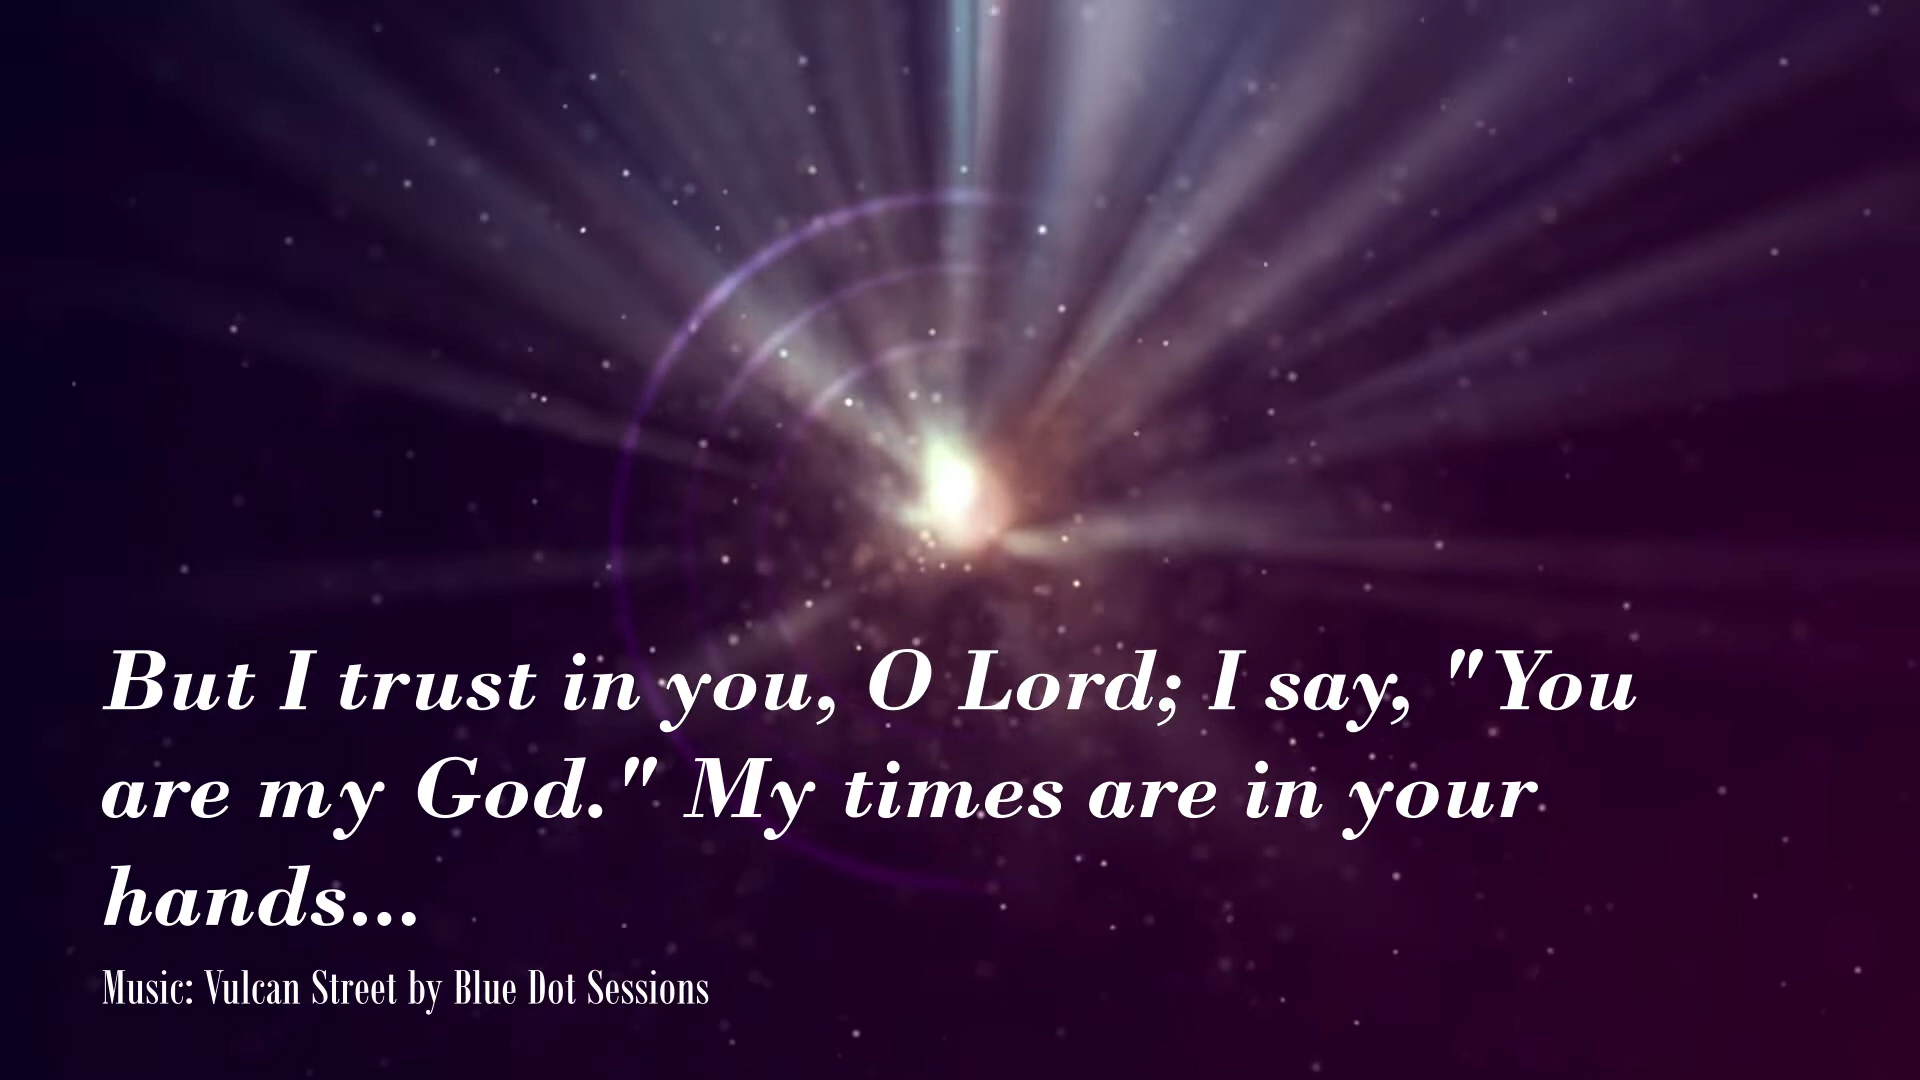 But I trust in you, O Lord; I say, "You
are my God." My times are in your
hands...
Music: Vulcan Street by Blue Dot Sessions